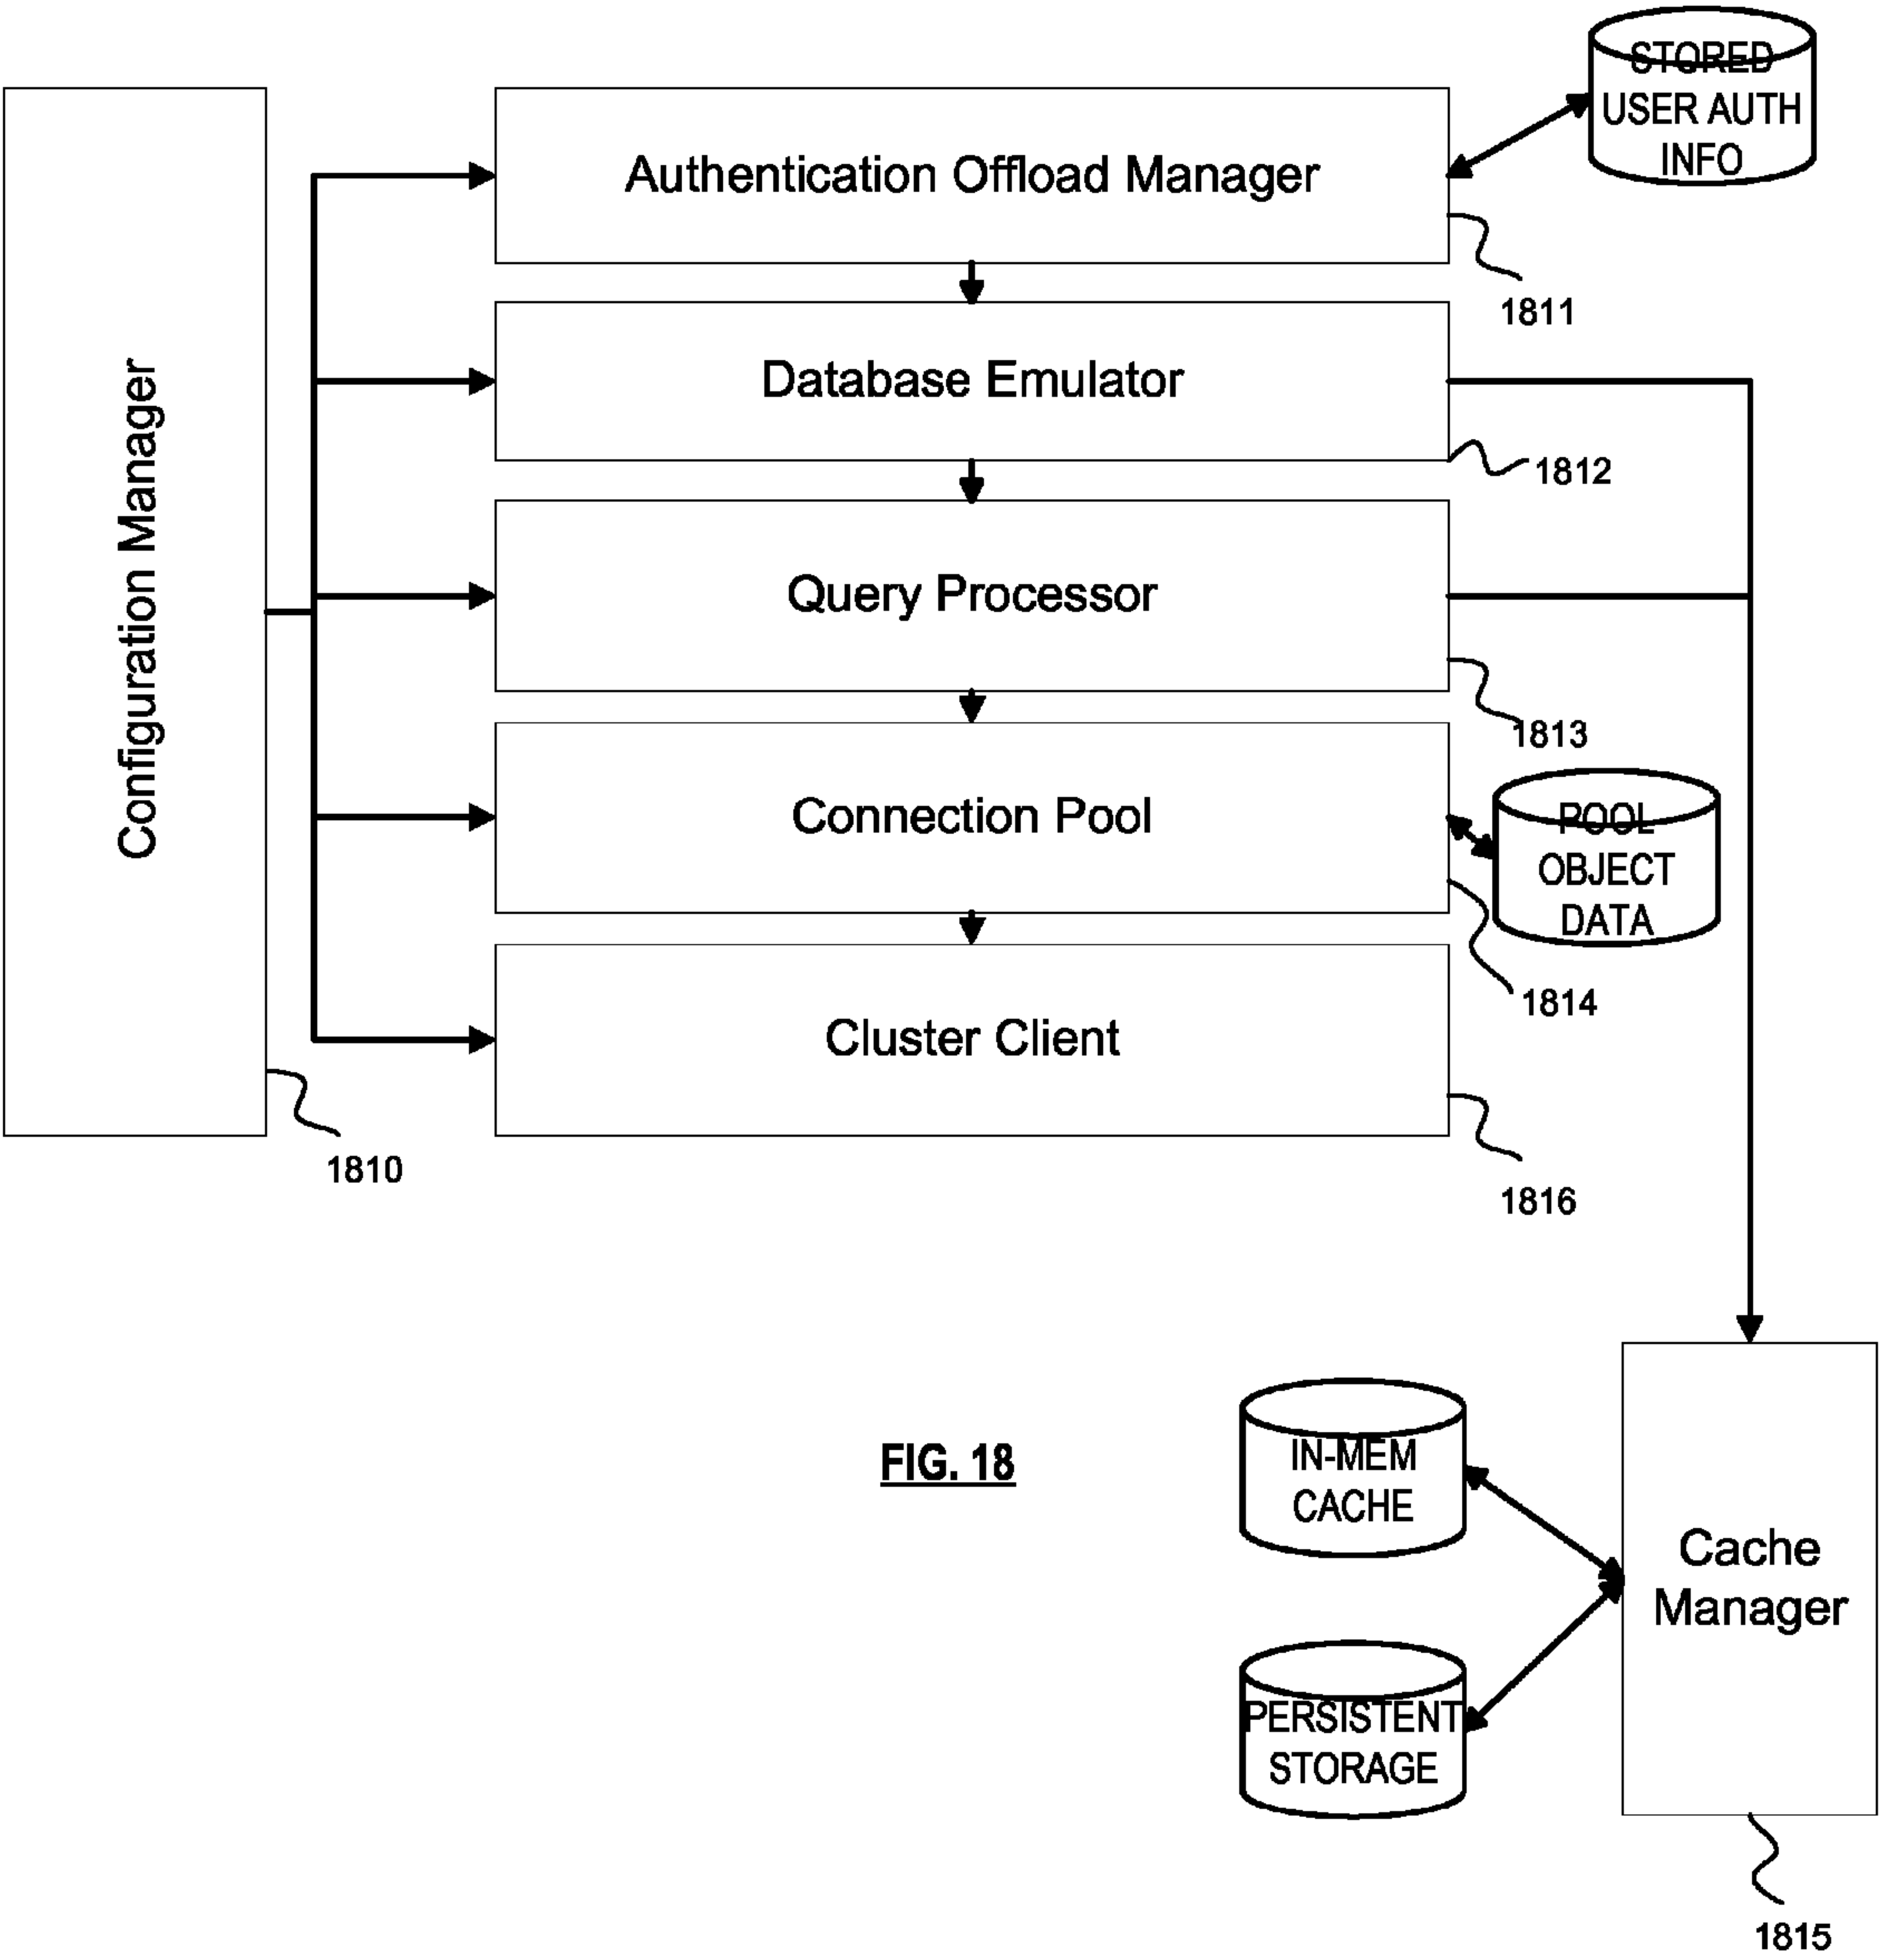 STORED
USER AUTH
INFO
Authentication Offload Manager
1811
Database Emulator
1812
Configuration Manager
Query Processor
1813
Connection Pool
POOL
OBJECT
DATA
1814
Cluster Client
1810
1816
IN-MEM
CACHE
FIG. 18
Cache
Manager
PERSISTENT
STORAGE
1815